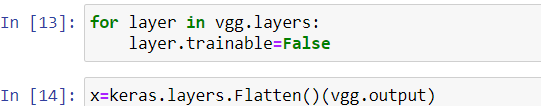 In [13]: for layer in vgg.layers:
    layer.trainable=False
In [14]: x=keras.layers.Flatten()(vgg.output)